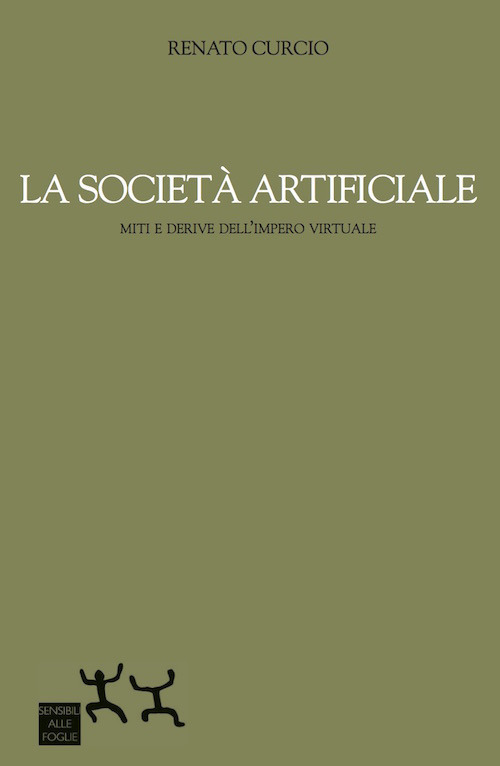 RENATO CURCIO
LA SOCIETÀ ARTIFICIALE
MITI E DERIVE DELL'IMPERO VIRTUALE
SENSIBILI
ALLE
FOGLIE